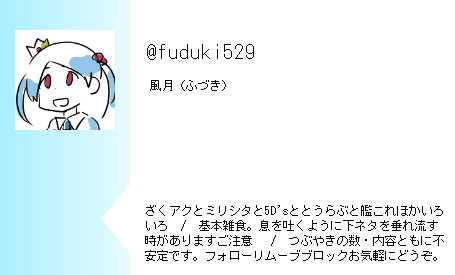 @fuduki529
風月（ふづき）
ざくアクとミリシタと5D'sととうらぶと艦これほかいろ
いろ　/　基本雑食。息を吐くように下ネタを垂れ流す
時がありますご注意　/　つぶやきの数・内容ともに不
安定です。フォローリムーブブロックお気軽にどうぞ。